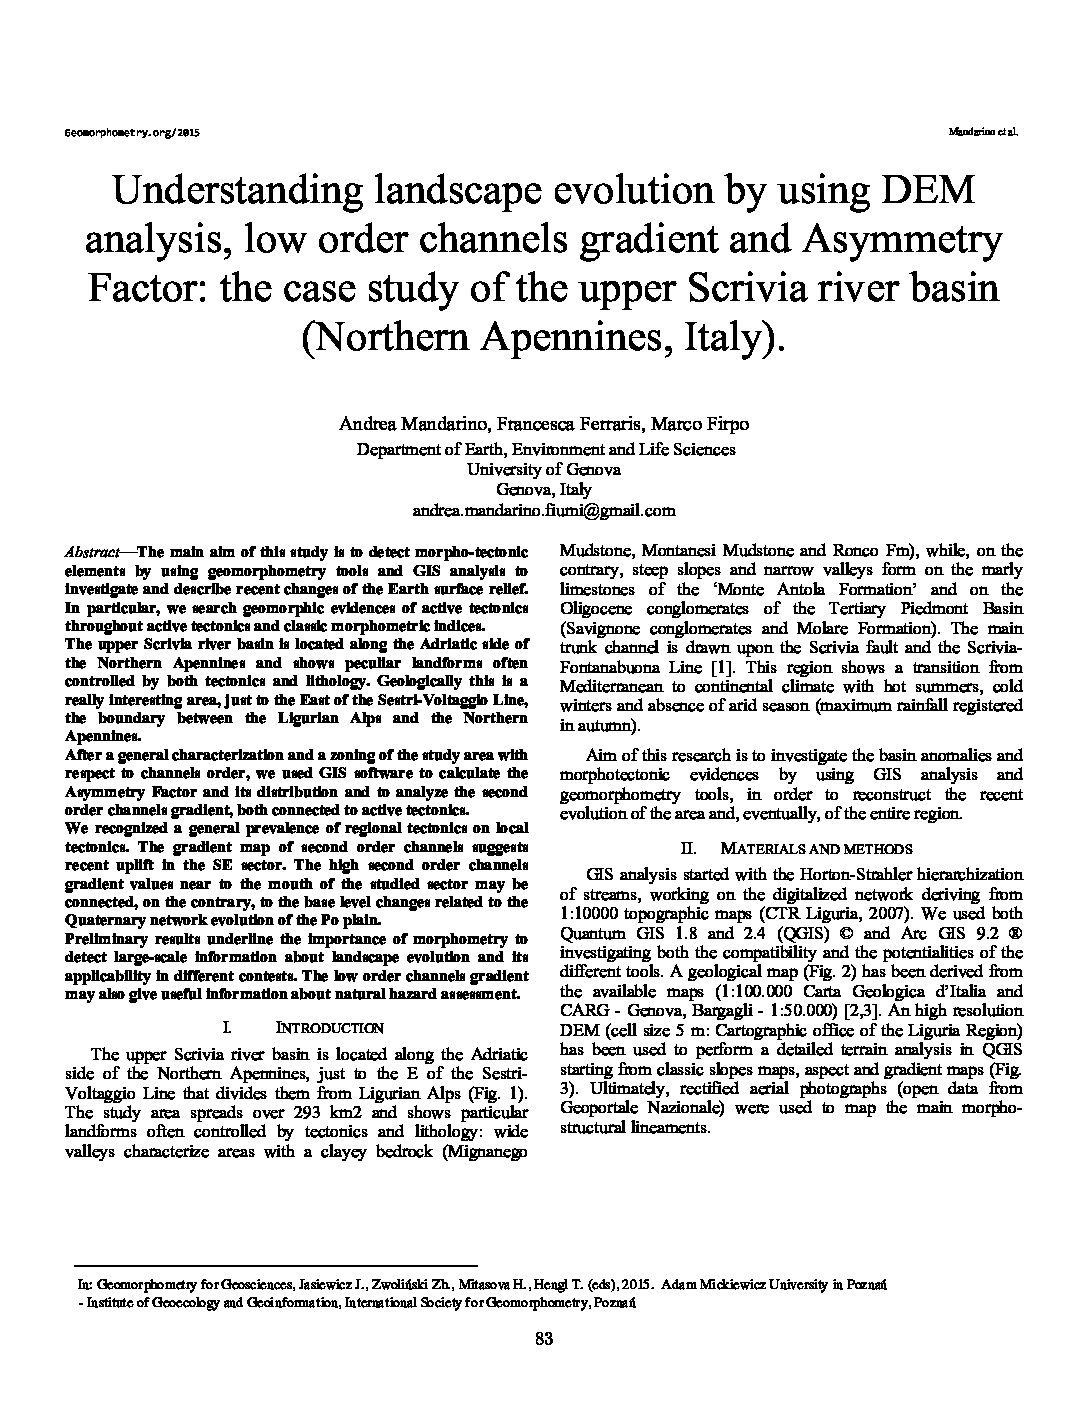 Geomorphometry.org/2015
Mandarino et al.
Understanding landscape evolution by using DEM
analysis, low order channels gradient and Asymmetry
Factor: the case study of the upper Scrivia river basin
(Northern Apennines, Italy).
Andrea Mandarino, Francesca Ferraris, Marco Firpo
Department of Earth, Environment and Life Sciences
University of Genova
Genova, Italy
andrea.mandarino.fiumi@gmail.com
Abstract—The main aim of this study is to detect morpho-tectonic
elements by using geomorphometry tools and GIS analysis to
investigate and describe recent changes of the Earth surface relief.
In particular, we search geomorphic evidences of active tectonics
throughout active tectonics and classic morphometric indices.
The upper Scrivia river basin is located along the Adriatic side of
the Northern Apennines and shows peculiar landforms often
controlled by both tectonics and lithology. Geologically this is a
really interesting area, just to the East of the Sestri-Voltaggio Line,
the boundary between the Ligurian Alps and the Northern
Apennines.
After a general characterization and a zoning of the study area with
respect to channels order, we used GIS software to calculate the
Asymmetry Factor and its distribution and to analyze the second
order channels gradient, both connected to active tectonics.
We recognized a general prevalence of regional tectonics on local
tectonics. The gradient map of second order channels suggests
recent uplift in the SE sector. The high second order channels
gradient values near to the mouth of the studied sector may be
connected, on the contrary, to the base level changes related to the
Quaternary network evolution of the Po plain.
Preliminary results underline the importance of morphometry to
detect large-scale information about landscape evolution and its
applicability in different contests. The low order channels gradient
may also give useful information about natural hazard assessment.
I. INTRODUCTION
The upper Scrivia river basin is located along the Adriatic
side of the Northern Apennines, just to the E of the Sestri-
Voltaggio Line that divides them from Ligurian Alps (Fig. 1).
The study area spreads over 293 km2 and shows particular
landforms often controlled by tectonics and lithology: wide
valleys characterize areas with a clayey bedrock (Mignanego
Mudstone, Montanesi Mudstone and Ronco Fm), while, on the
contrary, steep slopes and narrow valleys form on the marly
limestones of the ‘Monte Antola Formation’ and on the
Oligocene conglomerates of the Tertiary Piedmont Basin
(Savignone conglomerates and Molare Formation). The main
trunk channel is drawn upon the Scrivia fault and the Scrivia-
Fontanabuona Line [1]. This region shows a transition from
Mediterranean to continental climate with hot summers, cold
winters and absence of arid season (maximum rainfall registered
in autumn).
Aim of this research is to investigate the basin anomalies and
morphotectonic evidences by using GIS analysis and
geomorphometry tools, in order to reconstruct the recent
evolution of the area and, eventually, of the entire region.
II. MATERIALS AND METHODS
GIS analysis started with the Horton-Strahler hierarchization
of streams, working on the digitalized network deriving from
1:10000 topographic maps (CTR Liguria, 2007). We used both
Quantum GIS 1.8 and 2.4 (QGIS) © and Arc GIS 9.2 ®
investigating both the compatibility and the potentialities of the
different tools. A geological map (Fig. 2) has been derived from
the available maps (1:100.000 Carta Geologica d’Italia and
CARG - Genova, Bargagli - 1:50.000) [2,3]. An high resolution
DEM (cell size 5 m: Cartographic office of the Liguria Region)
has been used to perform a detailed terrain analysis in QGIS
starting from classic slopes maps, aspect and gradient maps (Fig.
3). Ultimately, rectified aerial photographs (open data from
Geoportale Nazionale) were used to map the main morpho-
structural lineaments.
In: Geomorphometry for Geosciences, Jasiewicz J., Zwoliński Zb., Mitasova H., Hengl T. (eds), 2015. Adam Mickiewicz University in Poznań
- Institute of Geoecology and Geoinformation, International Society for Geomorphometry, Poznań
83